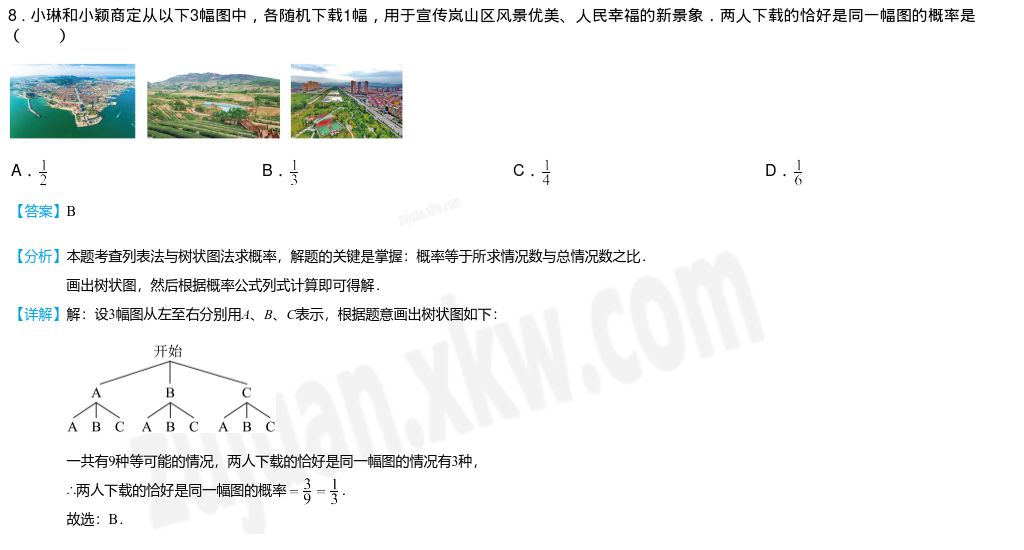 8．小琳和小颖商定从以下3幅图中，各随机下载1幅，用于宣传岚山区风景优美、人民幸福的新景象．两人下载的恰好是同一幅图的概率是
（　　）
A．1/2 B．1/3 C．1/4 D．1/6
【答案】B
zujuan.xkw.com
【分析】本题考查列表法与树状图法求概率，解题的关键是掌握：概率等于所求情况数与总情况数之比．
画出树状图，然后根据概率公式列式计算即可得解．
【详解】解：设3幅图从左至右分别用A、B、C表示，根据题意画出树状图如下：
开始
A B C
A B C A B C A B C
一共有9种等可能的情况，两人下载的恰好是同一幅图的情况有3种，
∴两人下载的恰好是同一幅图的概率＝3/9＝1/3．
故选：B．
zujuan.xkw.com